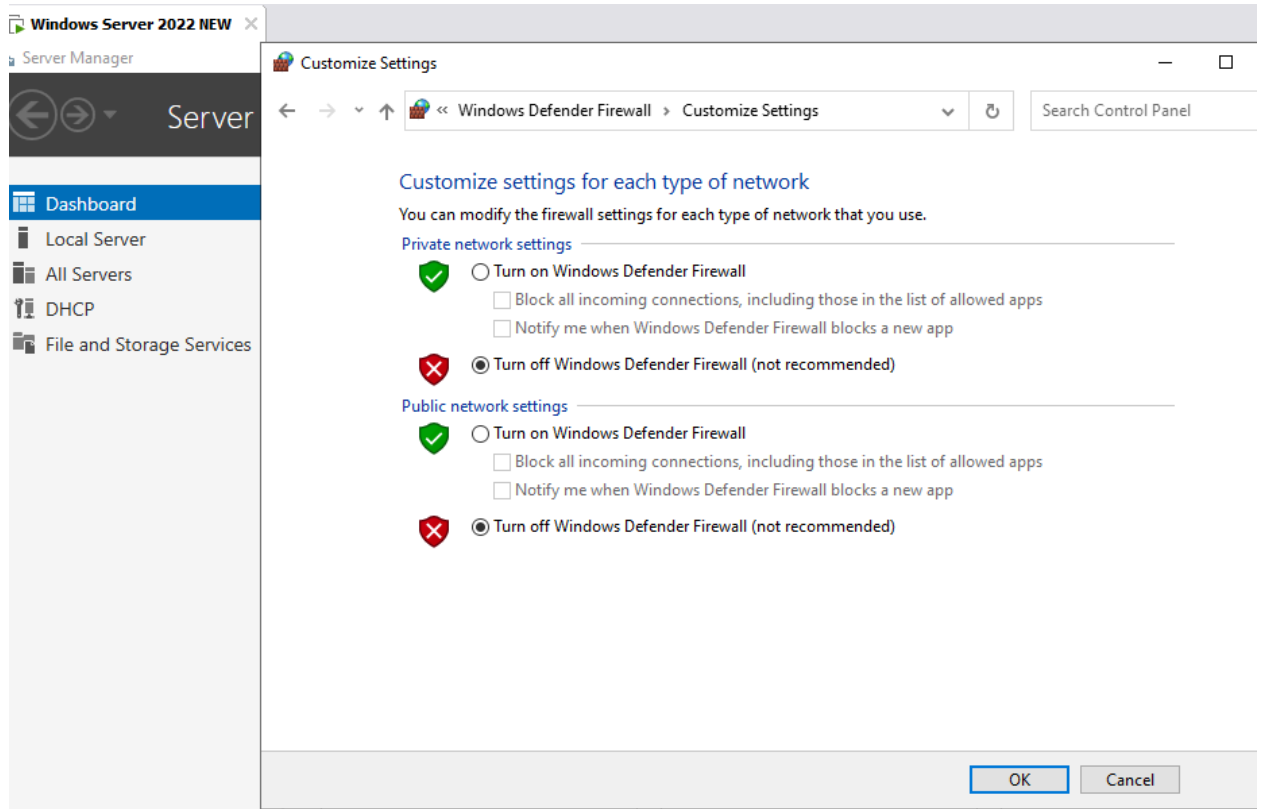 Windows Server 2022 NEW
Server Manager
Customize Settings
Server
« Windows Defender Firewall › Customize Settings
Search Control Panel
Dashboard
Local Server
All Servers
DHCP
File and Storage Services
Customize settings for each type of network
You can modify the firewall settings for each type of network that you use.
Private network settings
Turn on Windows Defender Firewall
Block all incoming connections, including those in the list of allowed apps
Notify me when Windows Defender Firewall blocks a new app
Turn off Windows Defender Firewall (not recommended)
Public network settings
Turn on Windows Defender Firewall
Block all incoming connections, including those in the list of allowed apps
Notify me when Windows Defender Firewall blocks a new app
Turn off Windows Defender Firewall (not recommended)
OK
Cancel